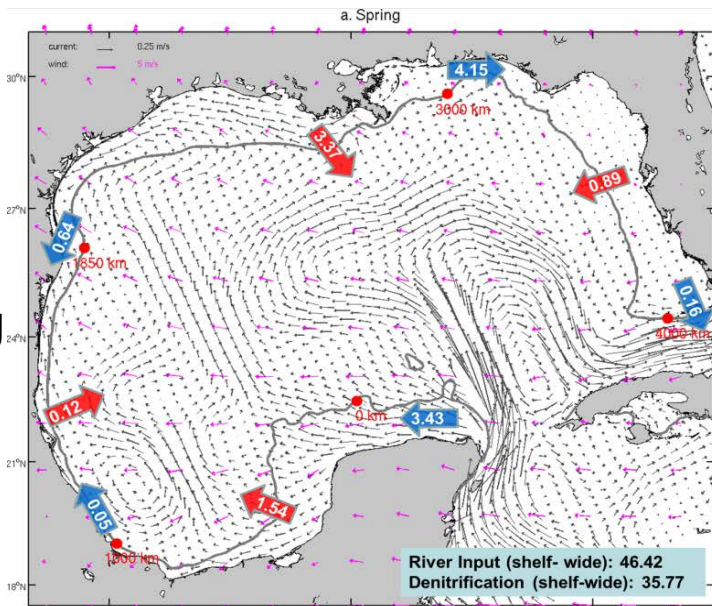 a. Spring
current: 0.25 m/s
wind: 5 m/s
30°N
4.15
3000 km
3.37
0.89
27°N
0.64
1850 km
0.16
4000 km
24°N
0.12
0 km
3.43
21°N
0.05
1.54
1000 km
River Input (shelf- wide): 46.42
Denitrification (shelf-wide): 35.77
18°N